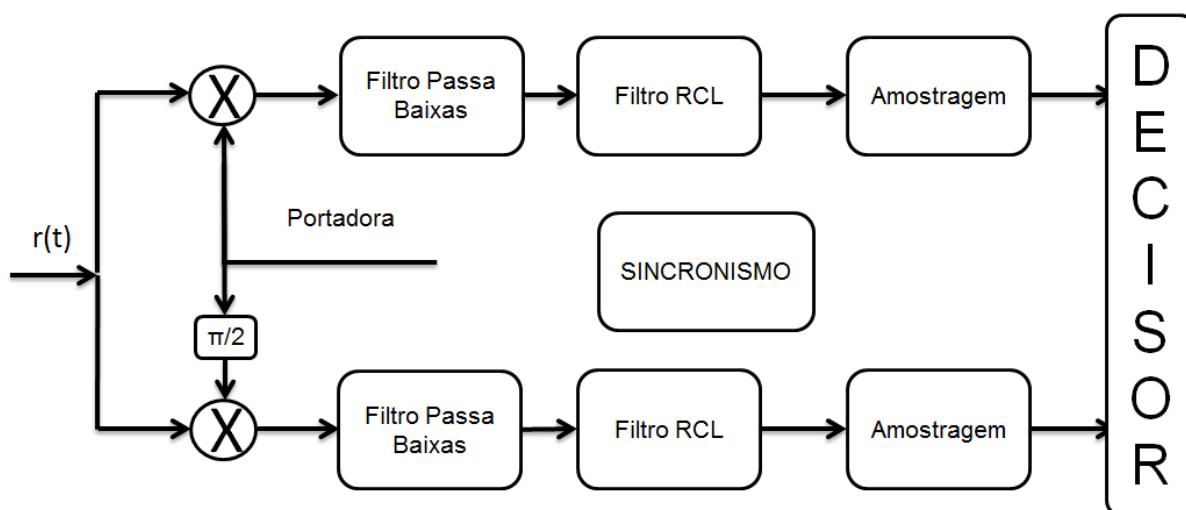 r(t)
X
Filtro Passa
Baixas
Filtro RCL
Amostragem
Portadora
SINCRONISMO
π/2
X
Filtro Passa
Baixas
Filtro RCL
Amostragem
D
E
C
I
S
O
R